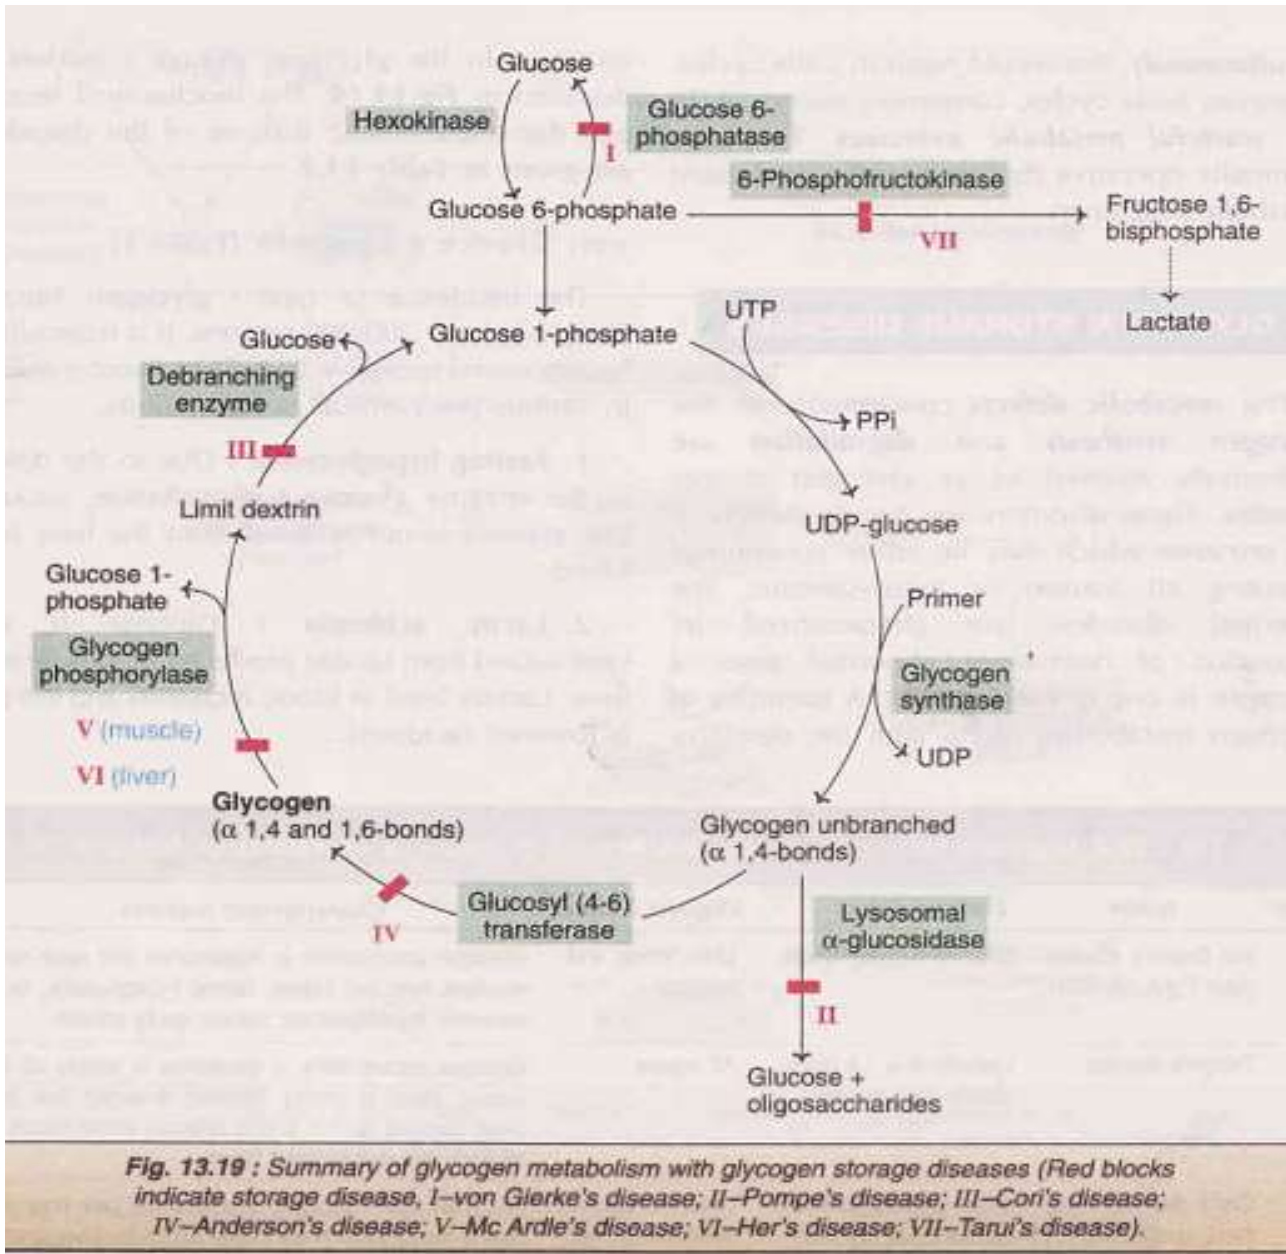 Glucose
Hexokinase
Glucose 6-
phosphatase
I
6-Phosphofructokinase
Glucose 6-phosphate
VII
Fructose 1,6-
bisphosphate
Lactate
Glucose 1-phosphate
UTP
PPi
Glucose
Debranching
enzyme
III
Limit dextrin
UDP-glucose
Glucose 1-
phosphate
Primer
Glycogen
phosphorylase
Glycogen
synthase
V (muscle)
VI (liver)
UDP
Glycogen
(α 1,4 and 1,6-bonds)
Glycogen unbranched
(α 1,4-bonds)
Glucosyl (4-6)
transferase
IV
Lysosomal
α-glucosidase
II
Glucose +
oligosaccharides
Fig. 13.19 : Summary of glycogen metabolism with glycogen storage diseases (Red blocks
indicate storage disease, I–von Gierke's disease; II–Pompe's disease; III–Cori's disease;
IV–Anderson's disease; V–Mc Ardle's disease; VI–Her's disease; VII–Tarui's disease).